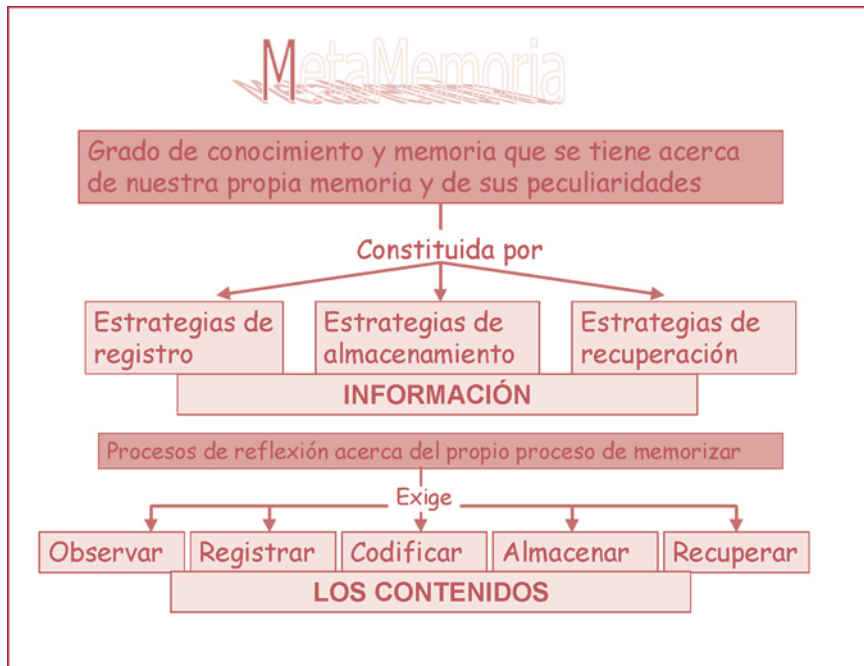 MetaMemoria
Grado de conocimiento y memoria que se tiene acerca
de nuestra propia memoria y de sus peculiaridades
Constituida por
Estrategias de
registro
Estrategias de
almacenamiento
Estrategias de
recuperación
INFORMACIÓN
Procesos de reflexión acerca del propio proceso de memorizar
Exige
Observar
Registrar
Codificar
Almacenar
Recuperar
LOS CONTENIDOS